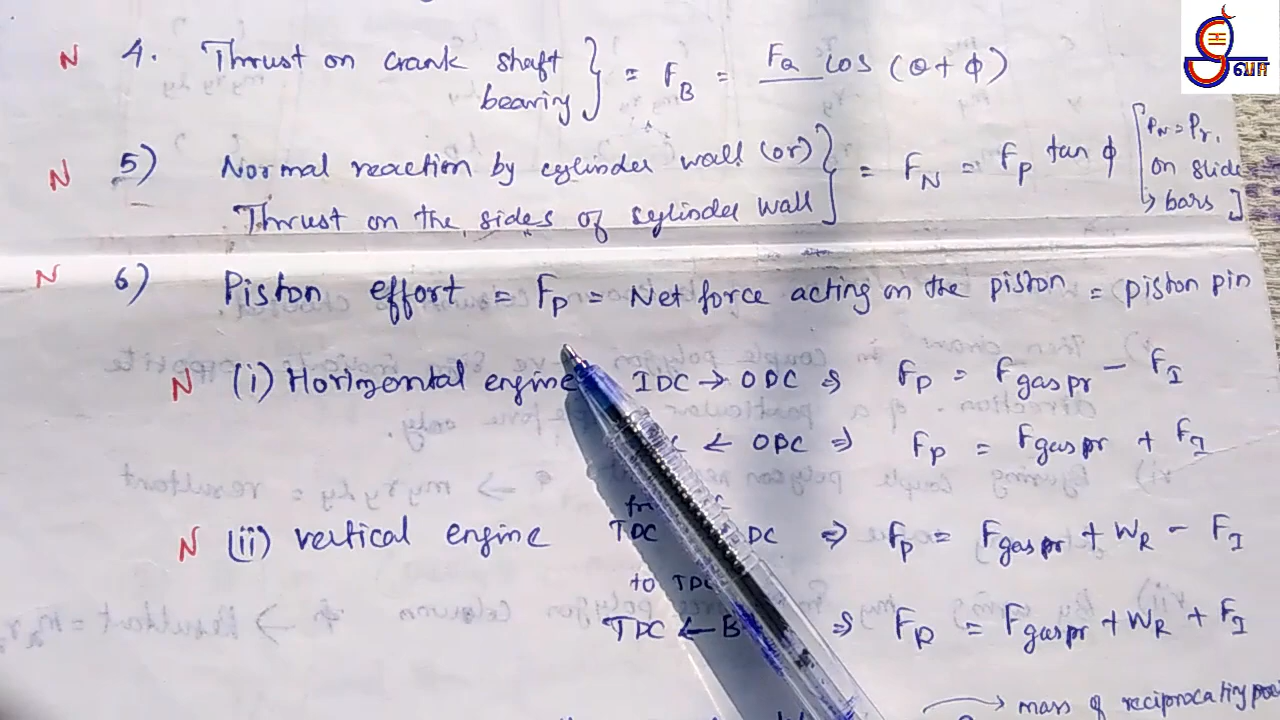 வா
N 4. Thrust on crank shaft bearing } = F_B = F_Q cos (θ + φ)
N 5) Normal reaction by cylinder wall (or)
Thrust on the sides of cylinder wall } = F_N = F_P tan φ [P_N = Pr. on slide → bars]
N 6) Piston effort = F_P = Net force acting on the piston = (piston pin
N (i) Horizontal engine IDC → ODC ⇒ F_P = F_gas pr - F_I
← ODC ⇒ F_P = F_gas pr + F_I
N (ii) vertical engine TDC DC ⇒ F_P = F_gas pr + W_R - F_I
to TDC
TDC ← B ⇒ F_P = F_gas pr + W_R + F_I
→ mass of reciprocating